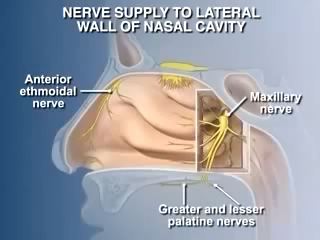 NERVE SUPPLY TO LATERAL
WALL OF NASAL CAVITY
Anterior
ethmoidal
nerve
Maxillary
nerve
Greater and lesser
palatine nerves